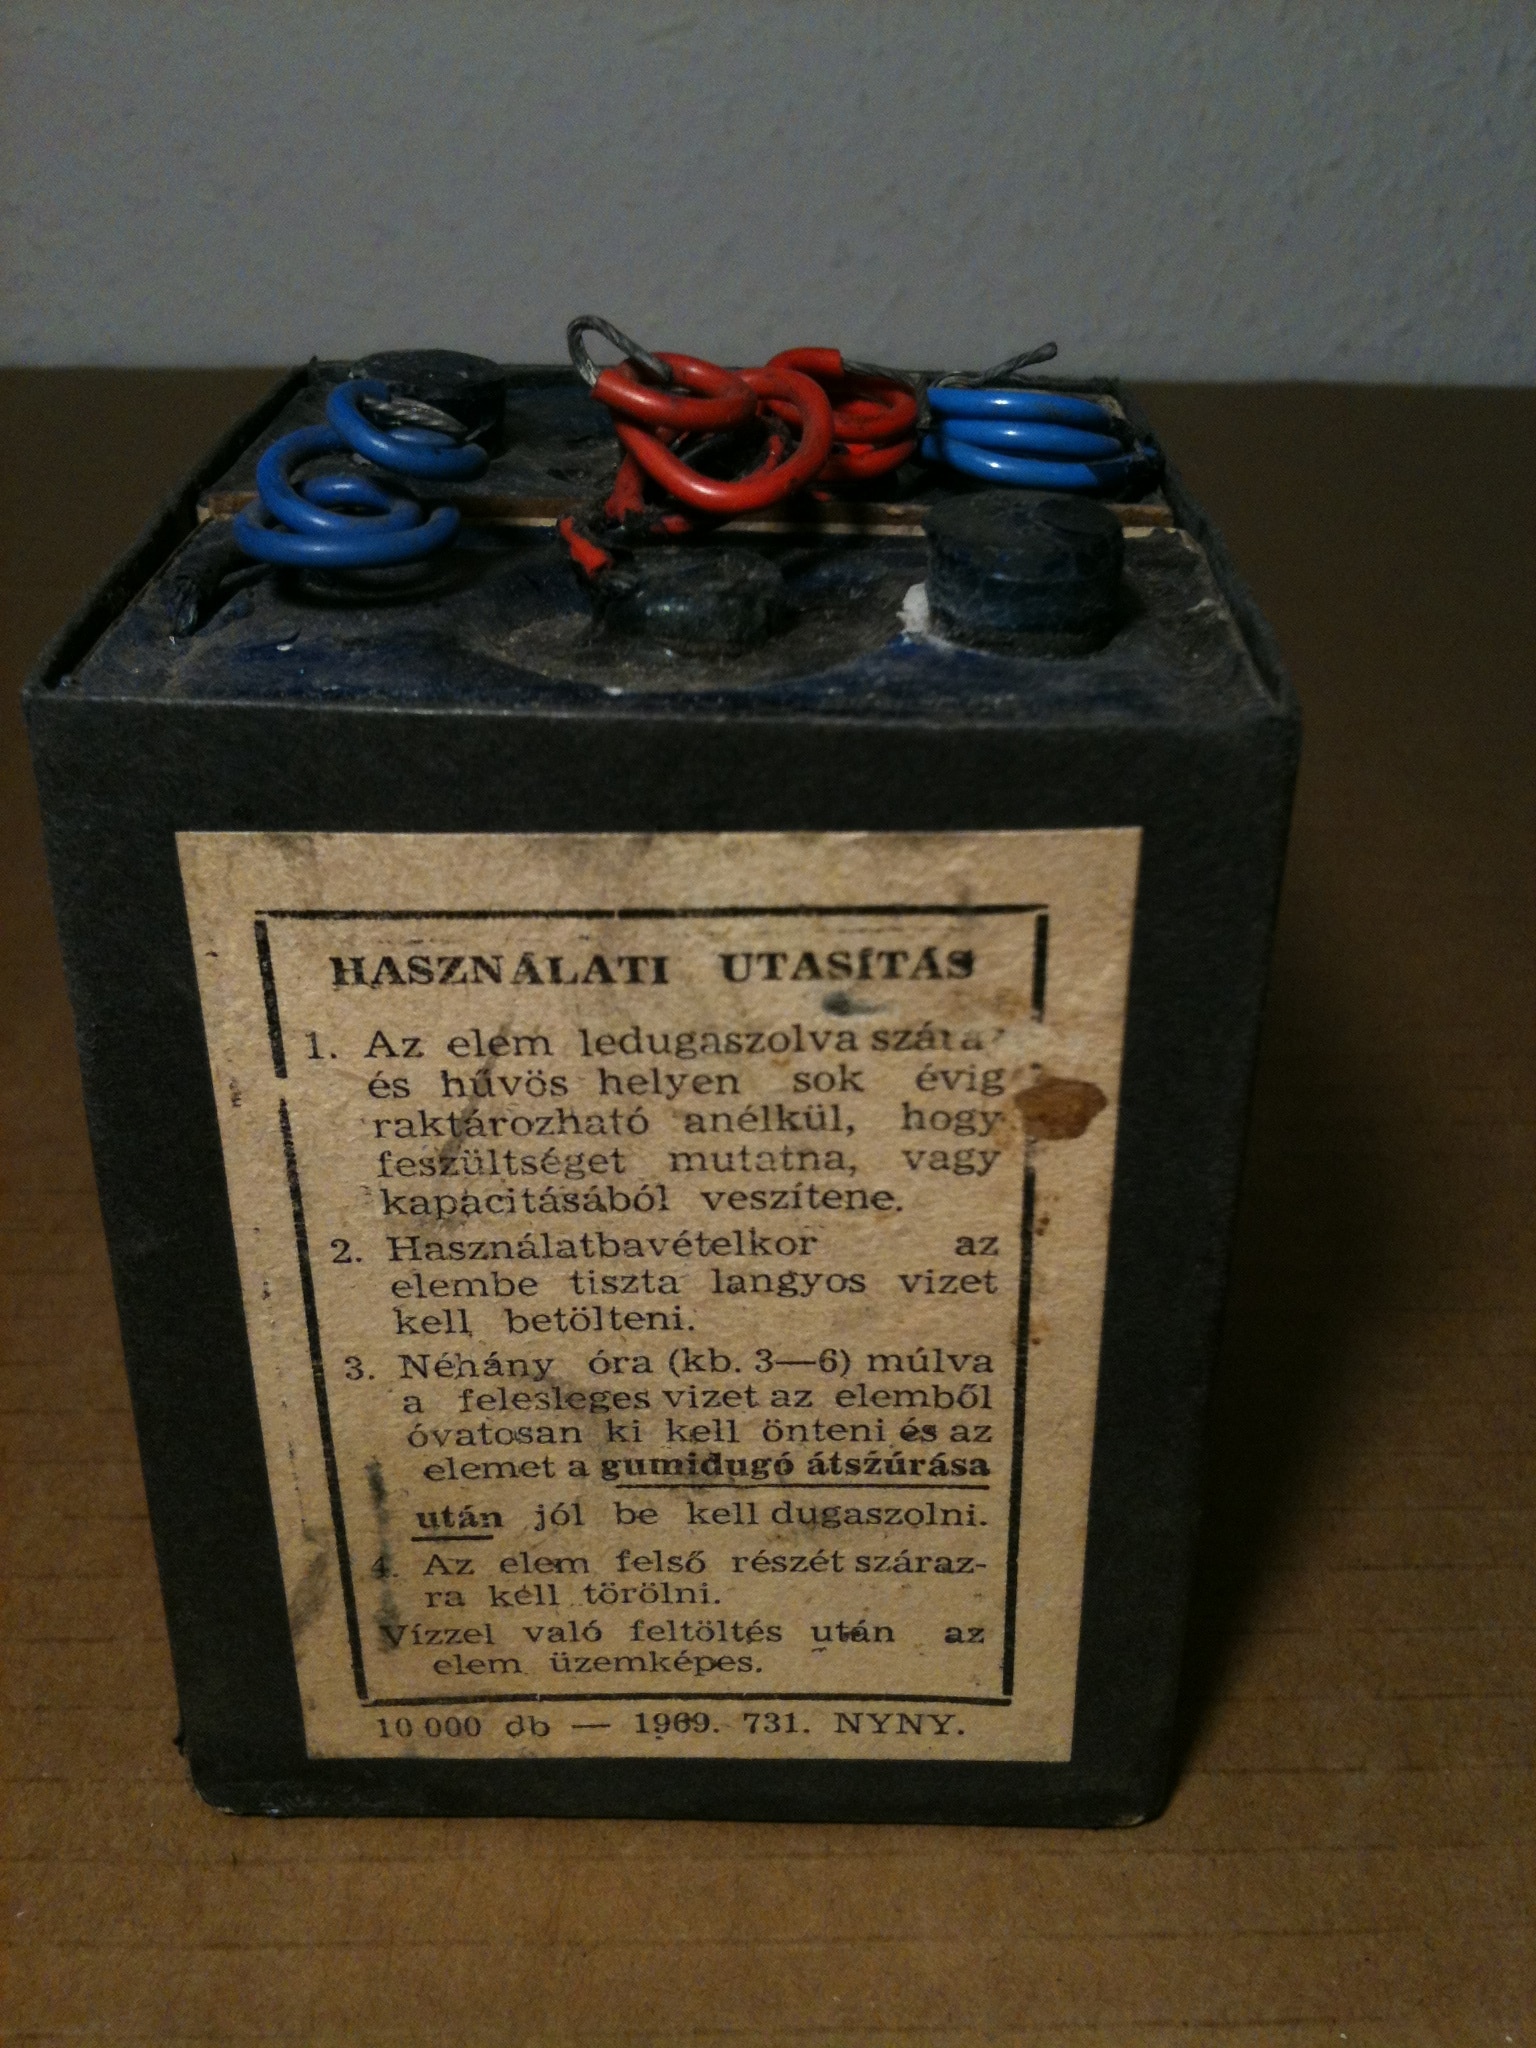 HASZNÁLATI UTASÍTÁS
1. Az elem ledugaszolva
és hűvös helyen sok évig
raktározható anélkül, hogy
feszültséget mutatna, vagy
kapacitásából veszítene.
2. Használatbavételkor az
elembe tiszta langyos vizet
kell betölteni.
3. Néhány óra (kb. 3—6) múlva
a felesleges vizet az elemből
óvatosan ki kell önteni és az
elemet a gumidugó átszúrása
után jól be kell dugaszolni.
4. Az elem felső részét száraz-
ra kell törölni.
Vízzel való feltöltés után az
elem üzemképes.
10 000 db — 1969. 731. NYNY.